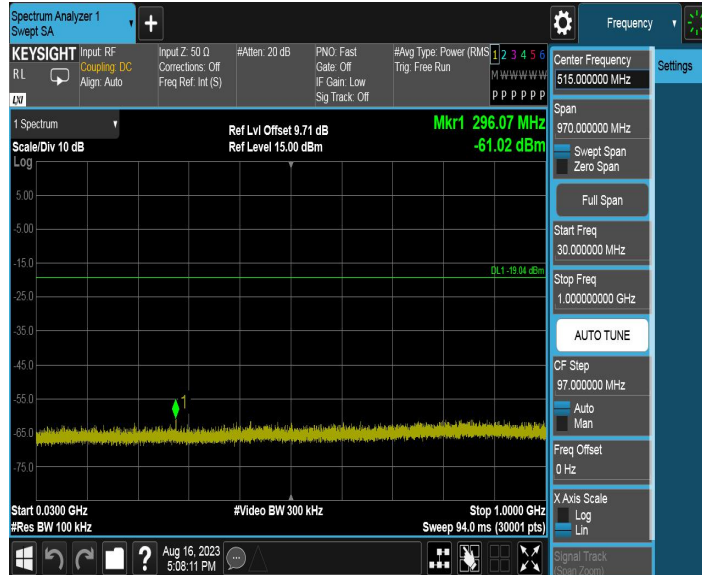 Spectrum Analyzer 1
Swept SA
Frequency
KEYSIGHT
RL
LXI
Input: RF
Coupling: DC
Align: Auto
Input Z: 50 Ω
Corrections: Off
Freq Ref: Int (S)
#Atten: 20 dB
PNO: Fast
Gate: Off
IF Gain: Low
Sig Track: Off
#Avg Type: Power (RMS
Trig: Free Run
1 2 3 4 5 6
M W W W W W
P P P P P P
1 Spectrum
Scale/Div 10 dB
Log
Ref Lvl Offset 9.71 dB
Ref Level 15.00 dBm
Mkr1 296.07 MHz
-61.02 dBm
5.00
-5.00
-15.0
DL1 -19.04 dBm
-25.0
-35.0
-45.0
-55.0
1
-65.0
-75.0
Start 0.0300 GHz
#Res BW 100 kHz
#Video BW 300 kHz
Stop 1.0000 GHz
Sweep 94.0 ms (30001 pts)
?
Aug 16, 2023
5:08:11 PM
Center Frequency
515.000000 MHz
Span
970.000000 MHz
Swept Span
Zero Span
Full Span
Start Freq
30.000000 MHz
Stop Freq
1.000000000 GHz
AUTO TUNE
CF Step
97.000000 MHz
Auto
Man
Freq Offset
0 Hz
X Axis Scale
Log
Lin
Signal Track
(Span Zoom)
Settings